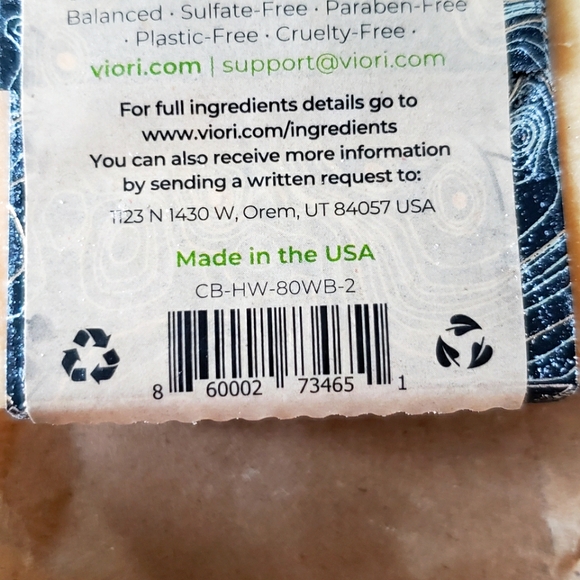 Balanced · Sulfate-Free · Paraben-Free
· Plastic-Free · Cruelty-Free ·
viori.com | support@viori.com
For full ingredients details go to
www.viori.com/ingredients
You can also receive more information
by sending a written request to:
1123 N 1430 W, Orem, UT 84057 USA
Made in the USA
CB-HW-80WB-2
8 60002 73465 1